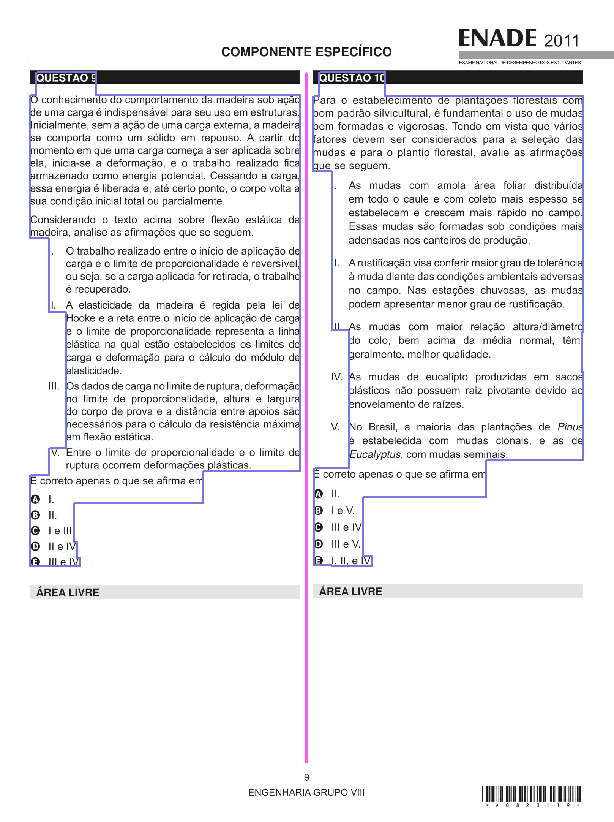 COMPONENTE ESPECÍFICO
ENADE 2011
EXAME NACIONAL DE DESEMPENHO DOS ESTUDANTES
QUESTÃO 9
O conhecimento do comportamento da madeira sob ação
de uma carga é indispensável para seu uso em estruturas.
Inicialmente, sem a ação de uma carga externa, a madeira
se comporta como um sólido em repouso. A partir do
momento em que uma carga começa a ser aplicada sobre
ela, inicia-se a deformação, e o trabalho realizado fica
armazenado como energia potencial. Cessando a carga,
essa energia é liberada e, até certo ponto, o corpo volta a
sua condição inicial total ou parcialmente.
Considerando o texto acima sobre flexão estática da
madeira, analise as afirmações que se seguem.
I. O trabalho realizado entre o início de aplicação de
carga e o limite de proporcionalidade é reversível,
ou seja, se a carga aplicada for retirada, o trabalho
é recuperado.
II. A elasticidade da madeira é regida pela lei de
Hooke e a reta entre o início de aplicação de carga
e o limite de proporcionalidade representa a linha
elástica na qual estão estabelecidos os limites de
carga e deformação para o cálculo do módulo de
elasticidade.
III. Os dados de carga no limite de ruptura, deformação
no limite de proporcionalidade, altura e largura
do corpo de prova e a distância entre apoios são
necessários para o cálculo da resistência máxima
em flexão estática.
IV. Entre o limite de proporcionalidade e o limite de
ruptura ocorrem deformações plásticas.
É correto apenas o que se afirma em
A I.
B II.
C I e III.
D II e IV.
E III e IV.
ÁREA LIVRE
QUESTÃO 10
Para o estabelecimento de plantações florestais com
bom padrão silvicultural, é fundamental o uso de mudas
bem formadas e vigorosas. Tendo em vista que vários
fatores devem ser considerados para a seleção das
mudas e para o plantio florestal, avalie as afirmações
que se seguem.
I. As mudas com ampla área foliar distribuída
em todo o caule e com coleto mais espesso se
estabelecem e crescem mais rápido no campo.
Essas mudas são formadas sob condições mais
adensadas nos canteiros de produção.
II. A rustificação visa conferir maior grau de tolerância
à muda diante das condições ambientais adversas
no campo. Nas estações chuvosas, as mudas
podem apresentar menor grau de rustificação.
III. As mudas com maior relação altura/diâmetro
do colo, bem acima da média normal, têm,
geralmente, melhor qualidade.
IV. As mudas de eucalipto produzidas em sacos
plásticos não possuem raiz pivotante devido ao
enovelamento de raízes.
V. No Brasil, a maioria das plantações de Pinus
é estabelecida com mudas clonais, e as de
Eucalyptus, com mudas seminais.
É correto apenas o que se afirma em
A II.
B I e V.
C III e IV.
D III e V.
E I, II, e IV.
ÁREA LIVRE
9
ENGENHARIA GRUPO VIII